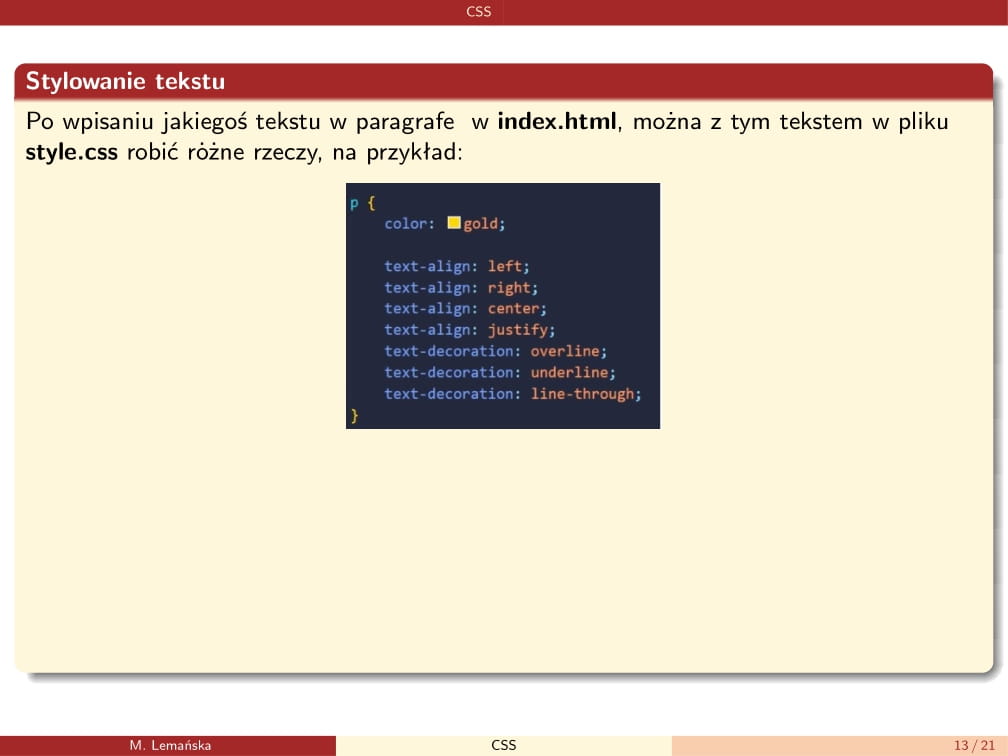 CSS
Stylowanie tekstu
Po wpisaniu jakiegoś tekstu w paragrafe w index.html, można z tym tekstem w pliku
style.css robić różne rzeczy, na przykład:
p {
color: gold;
text-align: left;
text-align: right;
text-align: center;
text-align: justify;
text-decoration: overline;
text-decoration: underline;
text-decoration: line-through;
}
M. Lemańska CSS 13 / 21